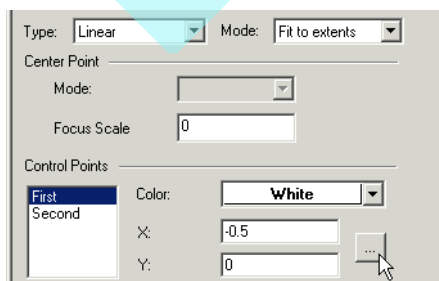 Type: Linear Mode: Fit to extents
Center Point
Mode:
Focus Scale 0
Control Points
First Color: White
Second
X: -0.5 ...
Y: 0